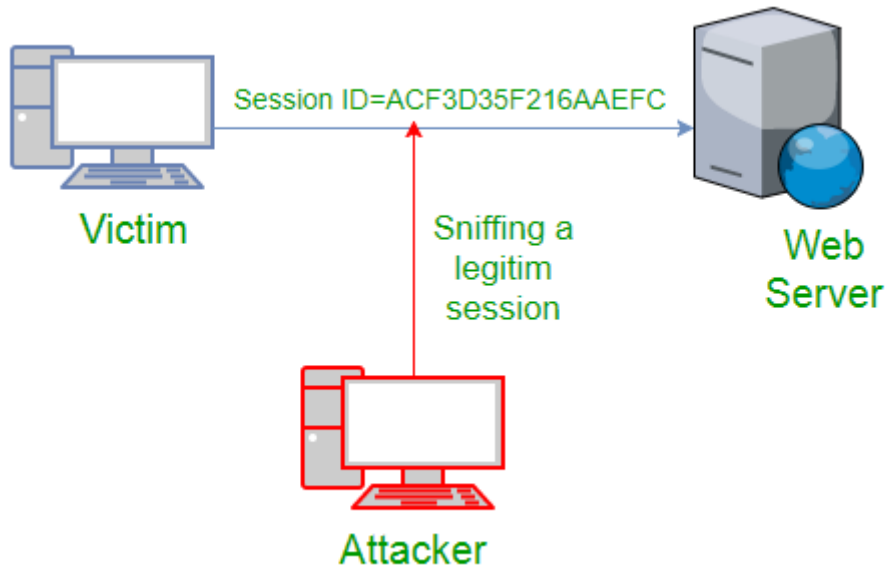 Session ID=ACF3D35F216AAEFC
Victim
Sniffing a
legitim
session
Web
Server
Attacker